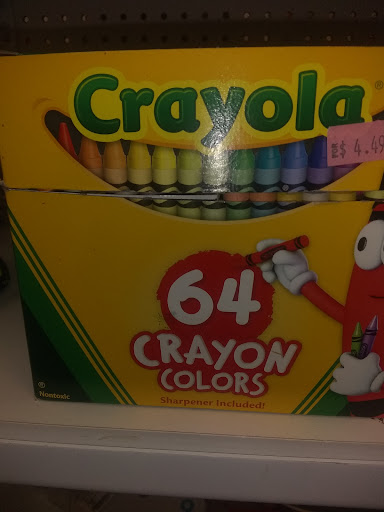 Crayola
$ 4.49
64
CRAYON
COLORS
Sharpener Included!
Nontoxic